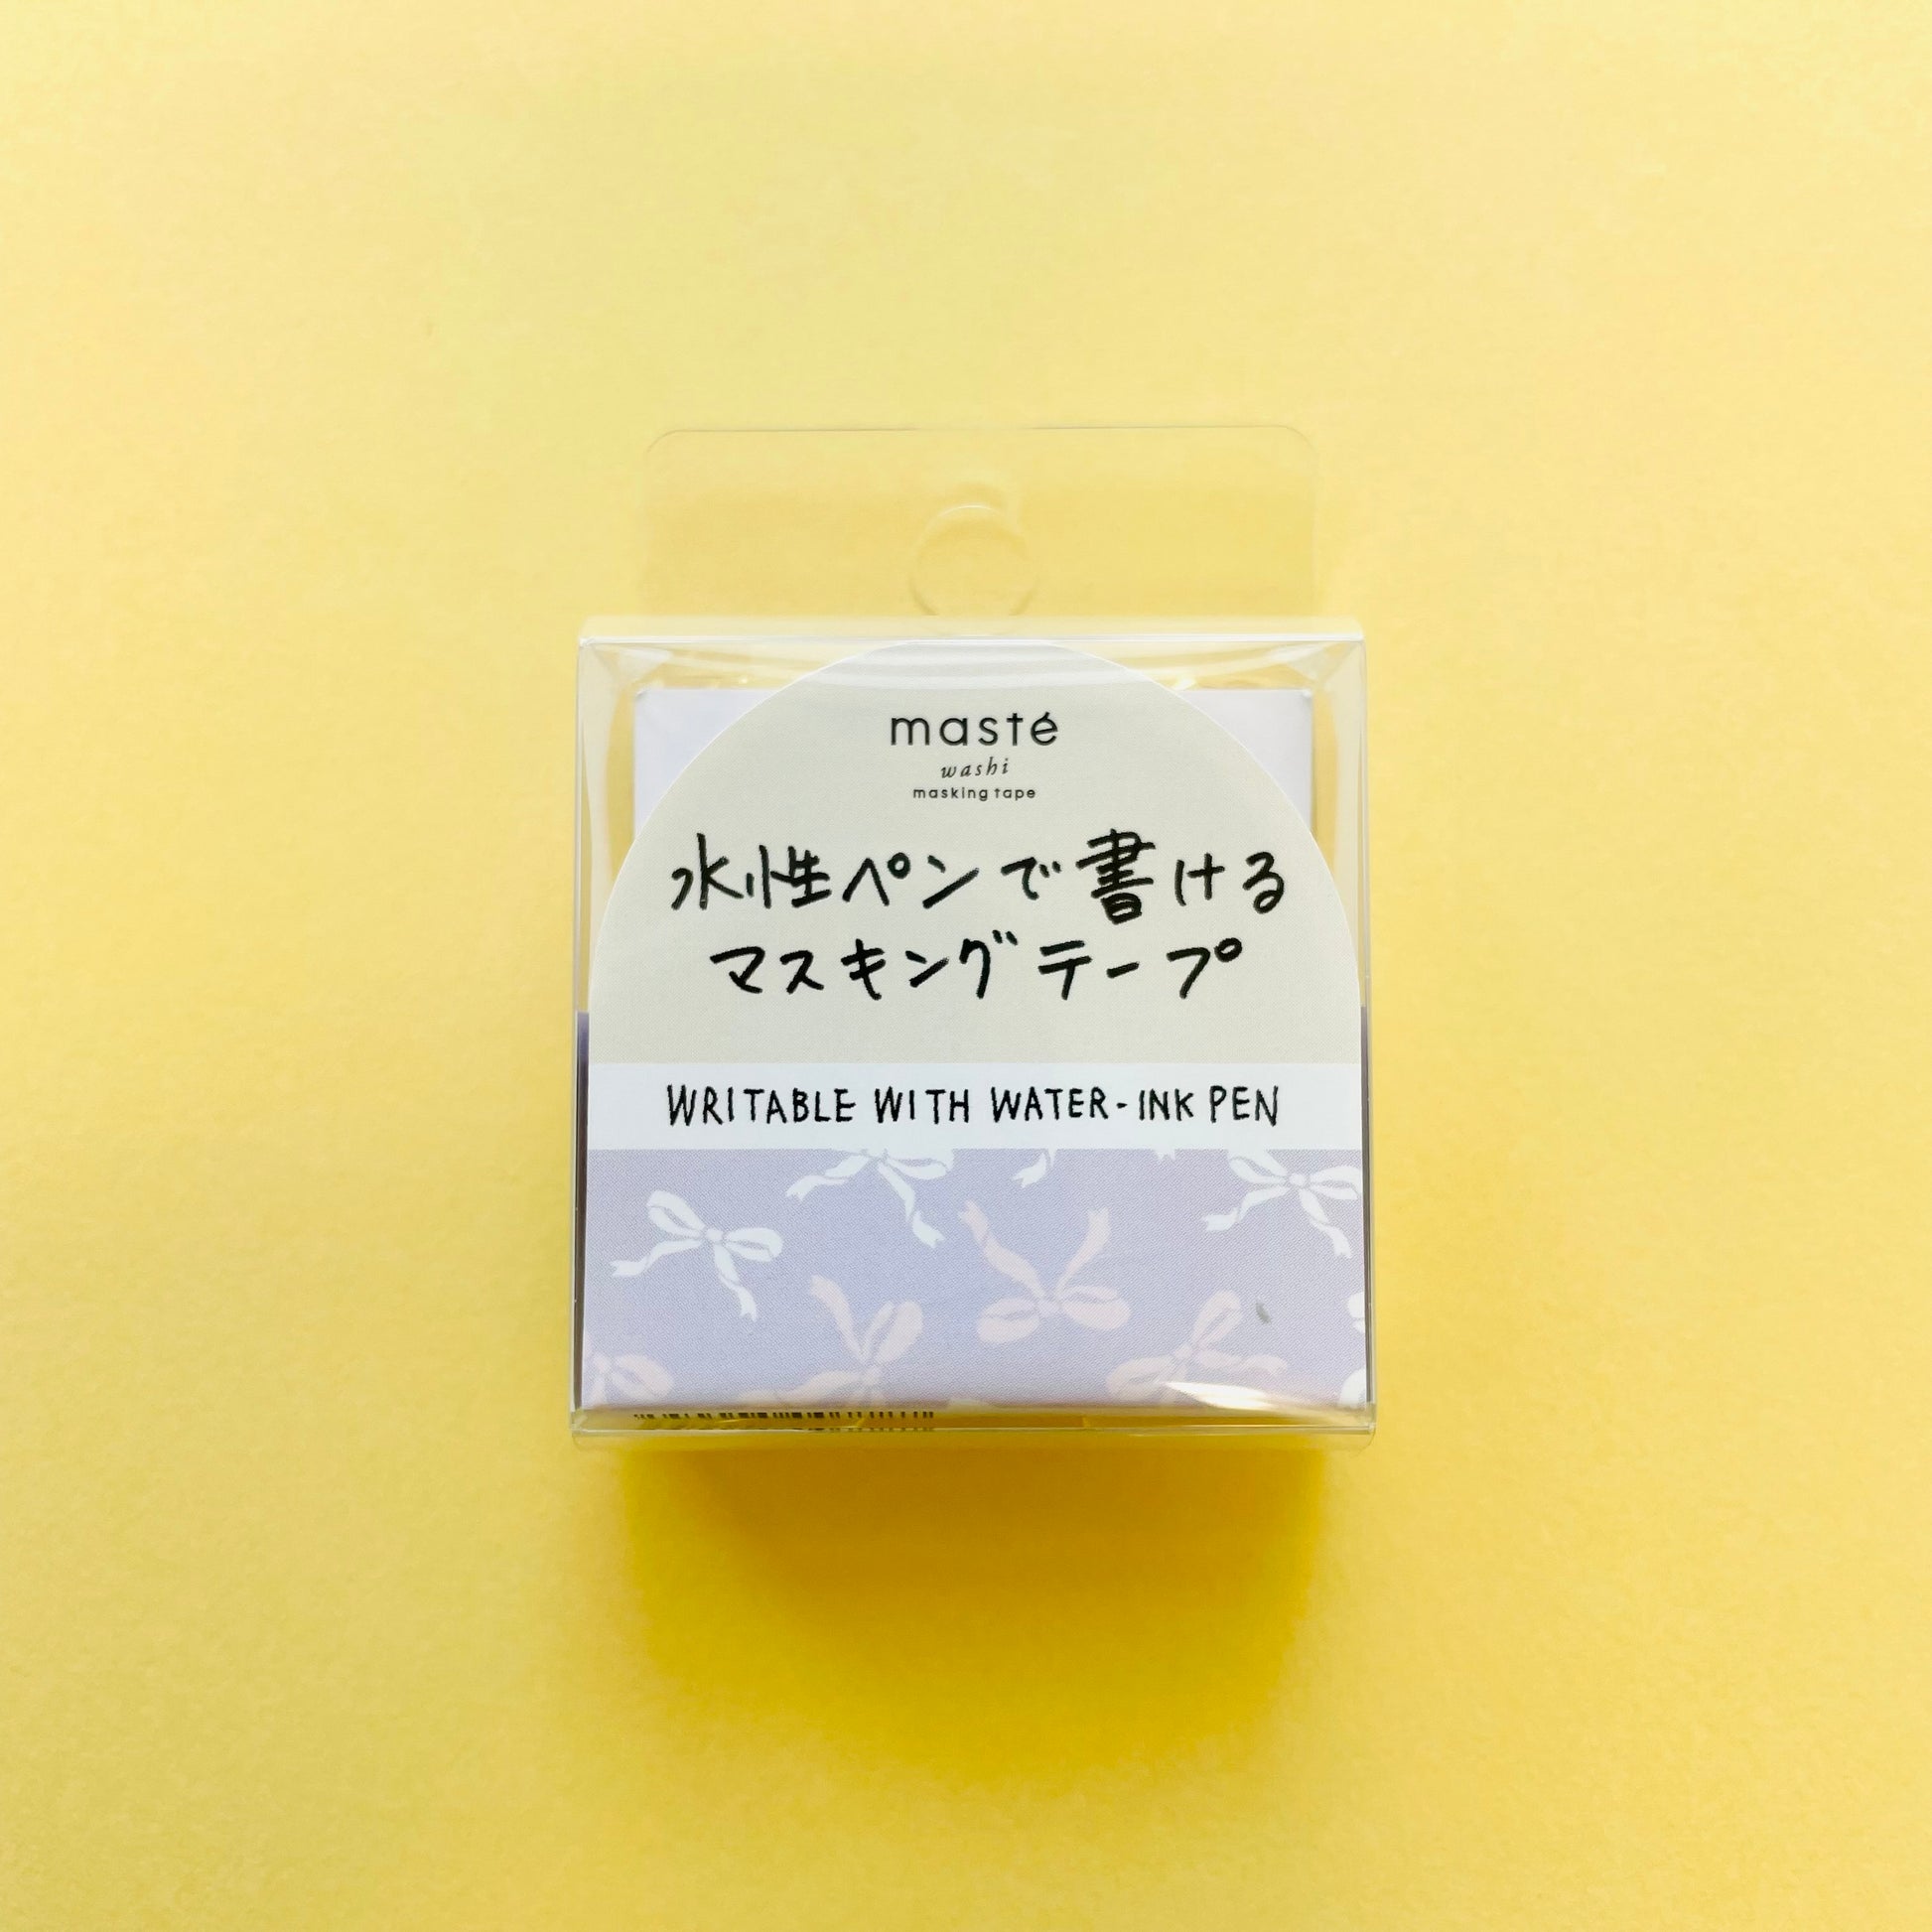 masté
washi
masking tape
水性ペンで書ける
マスキングテープ
WRITABLE WITH WATER-INK PEN